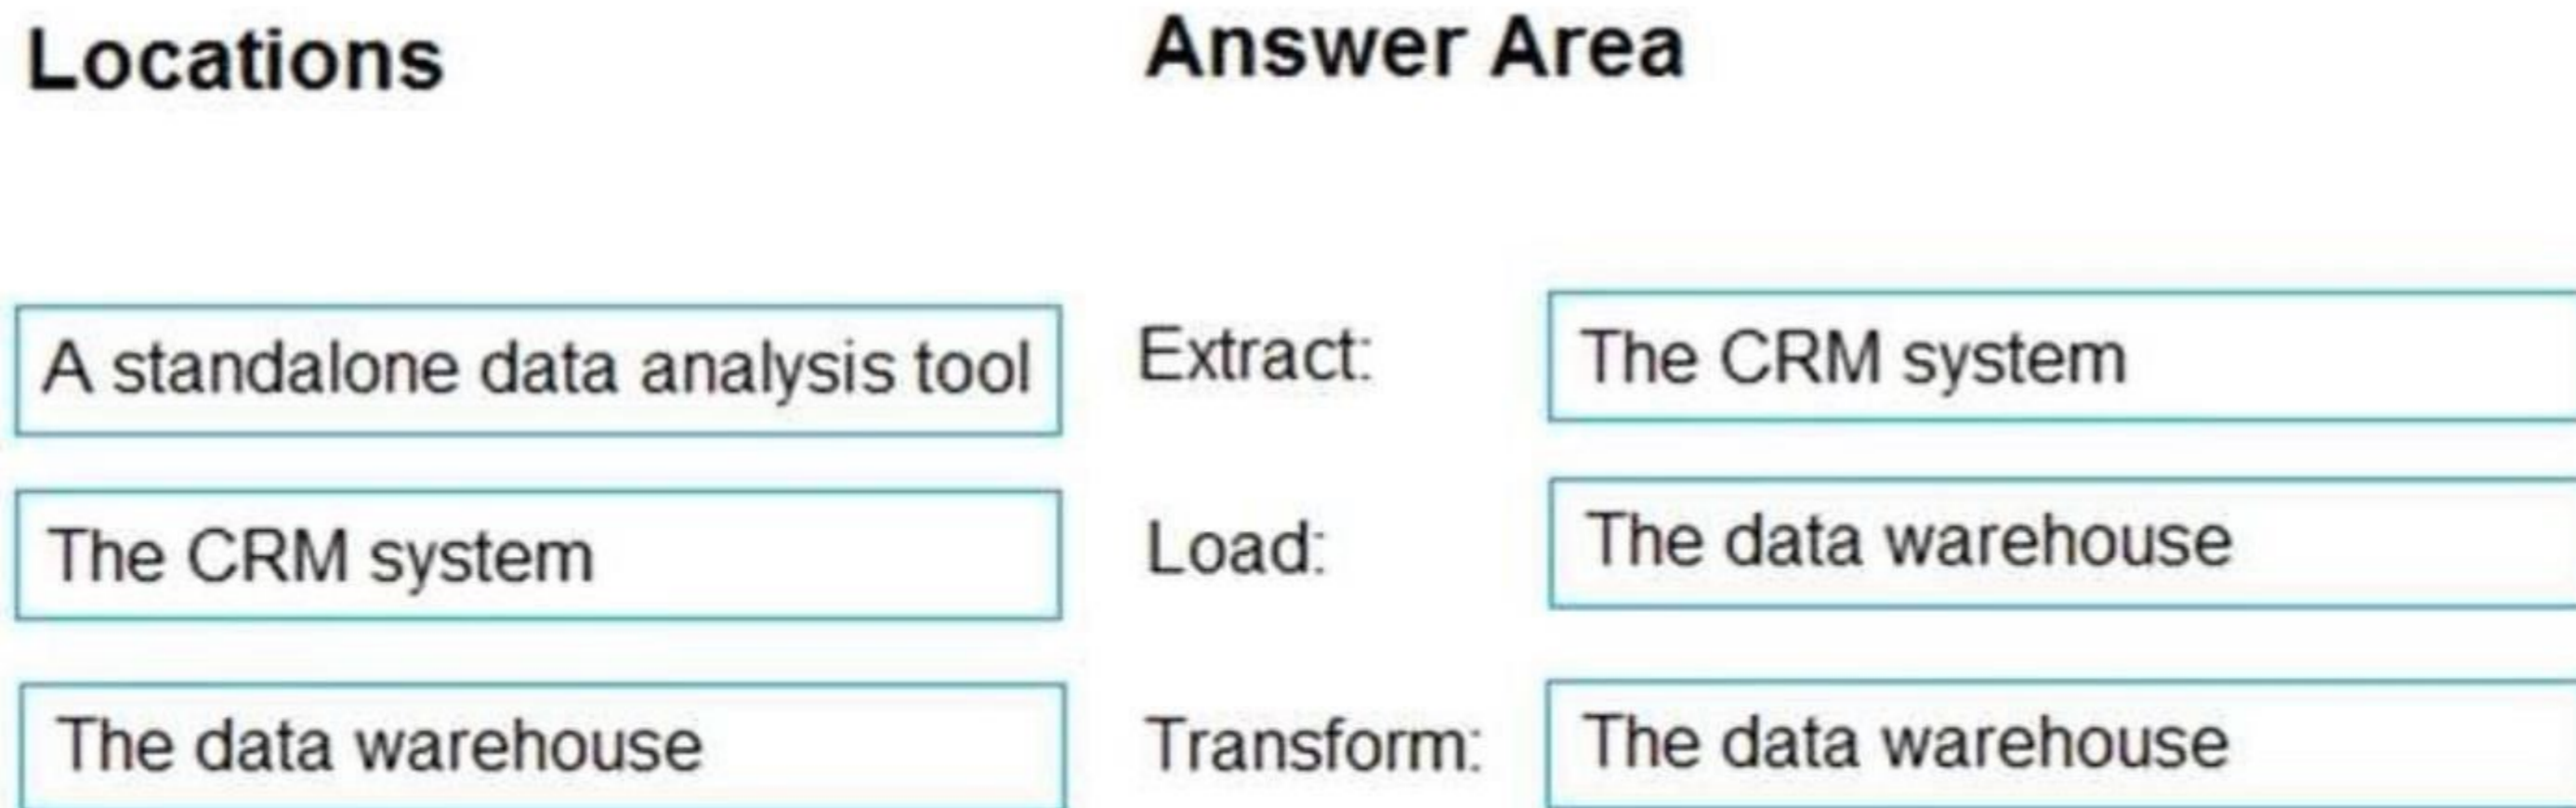 Locations
Answer Area
A standalone data analysis tool
Extract:
The CRM system
The CRM system
Load:
The data warehouse
The data warehouse
Transform:
The data warehouse